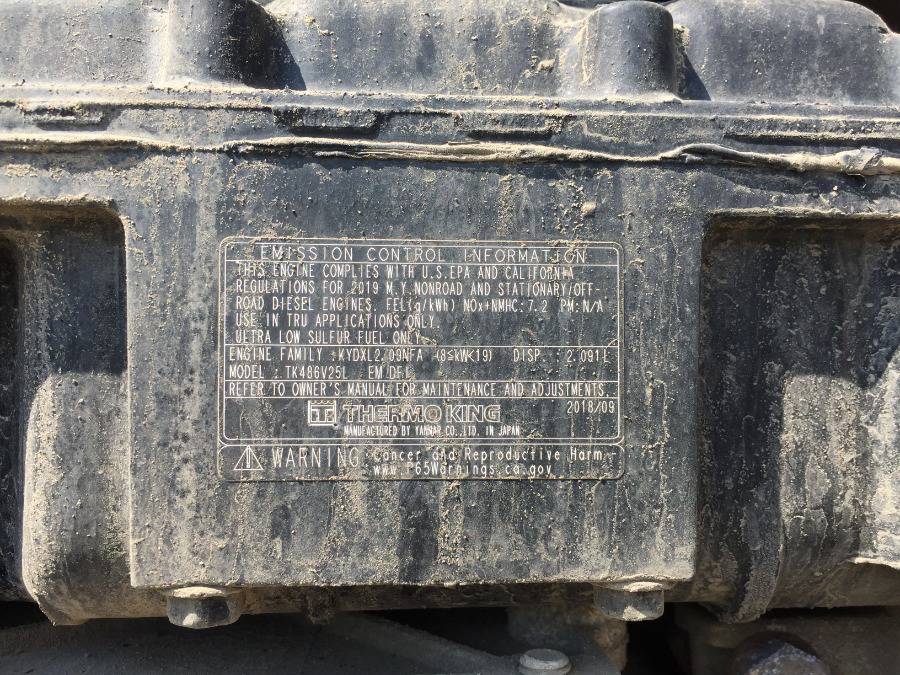 EMISSION CONTROL INFORMATION
THIS ENGINE COMPLIES WITH U.S.EPA AND CALIFORNIA
REGULATIONS FOR 2019 M.Y.NONROAD AND STATIONARY/OFF-
ROAD DIESEL ENGINES. FEL(g/kWh) NOx+NMHC:7.2 PM:N/A
USE IN TRU APPLICATIONS ONLY.
ULTRA LOW SULFUR FUEL ONLY.
ENGINE FAMILY :KYDXL2.09NFA (8≤kW<19) DISP. : 2.091L
MODEL :TK486V25L EM/DFI
REFER TO OWNER'S MANUAL FOR MAINTENANCE AND ADJUSTMENTS.
THERMO KING 2018/09
MANUFACTURED BY YANMAR CO.,LTD. IN JAPAN
WARNING:Cancer and Reproductive Harm-
www.P65Warnings.ca.gov